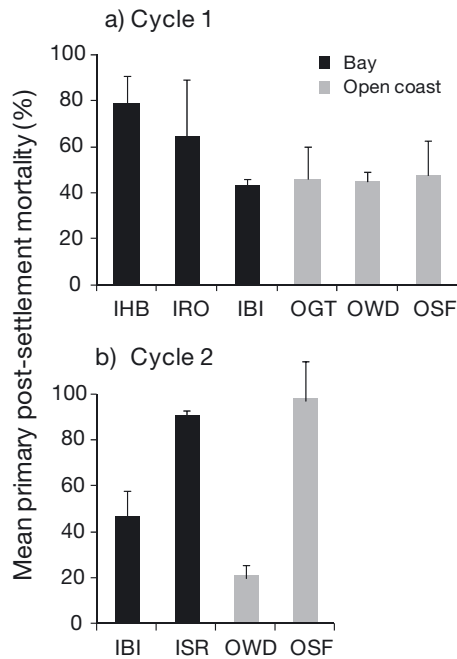 a) Cycle 1
Mean primary post-settlement mortality (%)
100
80
60
40
20
0
Bay
Open coast
IHB IRO IBI OGT OWD OSF
b) Cycle 2
100
80
60
40
20
0
IBI ISR OWD OSF